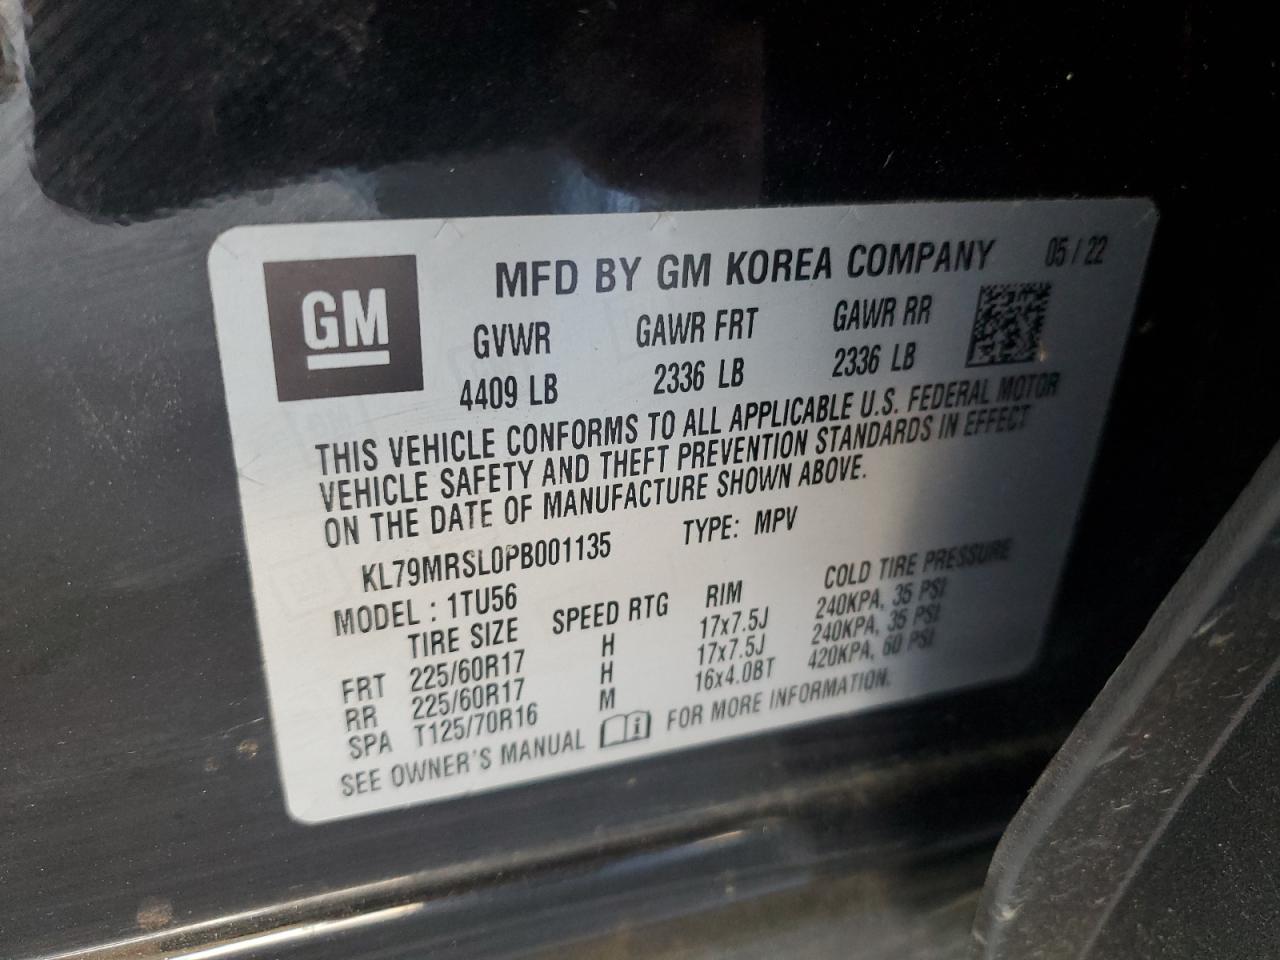 MFD BY GM KOREA COMPANY 05/22
GM
GVWR GAWR FRT GAWR RR
4409 LB 2336 LB 2336 LB
THIS VEHICLE CONFORMS TO ALL APPLICABLE U.S. FEDERAL MOTOR
VEHICLE SAFETY AND THEFT PREVENTION STANDARDS IN EFFECT
ON THE DATE OF MANUFACTURE SHOWN ABOVE.
KL79MRSL0PB001135 TYPE: MPV
MODEL : 1TU56
TIRE SIZE SPEED RTG RIM COLD TIRE PRESSURE
FRT 225/60R17 H 17x7.5J 240KPA, 35 PSI
RR 225/60R17 H 17x7.5J 240KPA, 35 PSI
SPA T125/70R16 M 16x4.0BT 420KPA, 60 PSI
SEE OWNER'S MANUAL i FOR MORE INFORMATION.